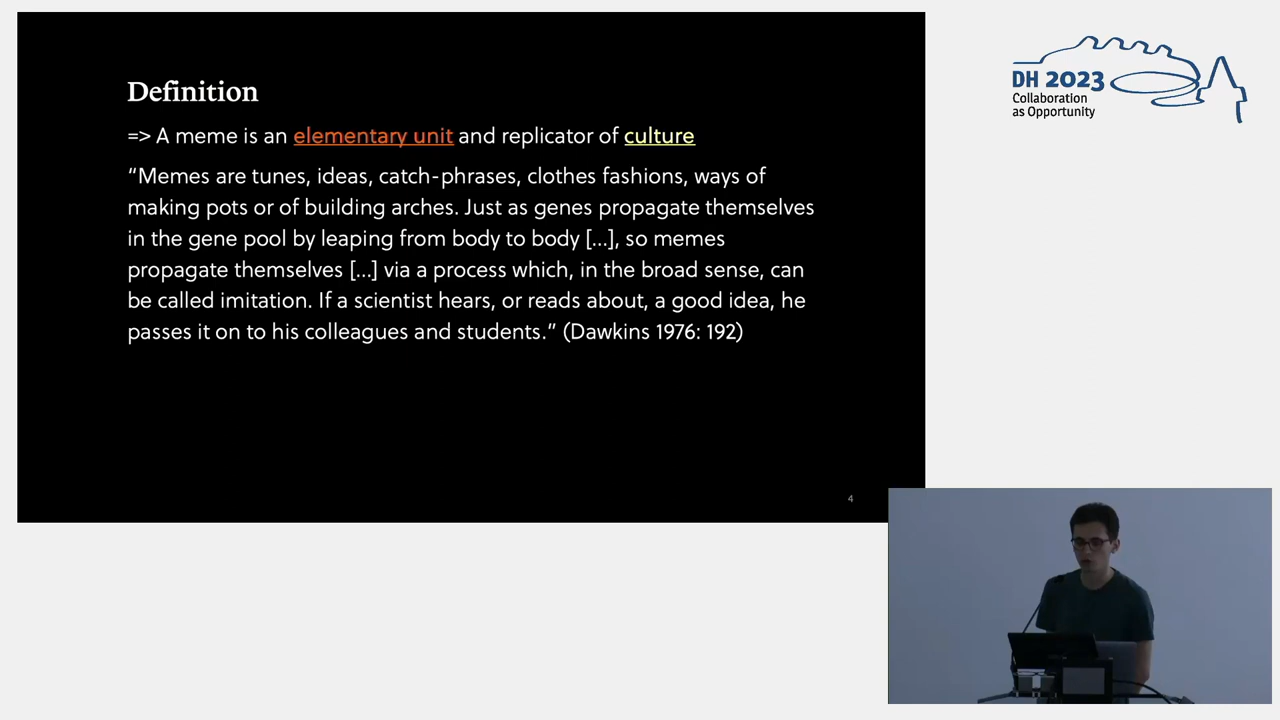 Definition
=> A meme is an elementary unit and replicator of culture
“Memes are tunes, ideas, catch-phrases, clothes fashions, ways of
making pots or of building arches. Just as genes propagate themselves
in the gene pool by leaping from body to body [...], so memes
propagate themselves [...] via a process which, in the broad sense, can
be called imitation. If a scientist hears, or reads about, a good idea, he
passes it on to his colleagues and students.” (Dawkins 1976: 192)
4
DH 2023
Collaboration
as Opportunity